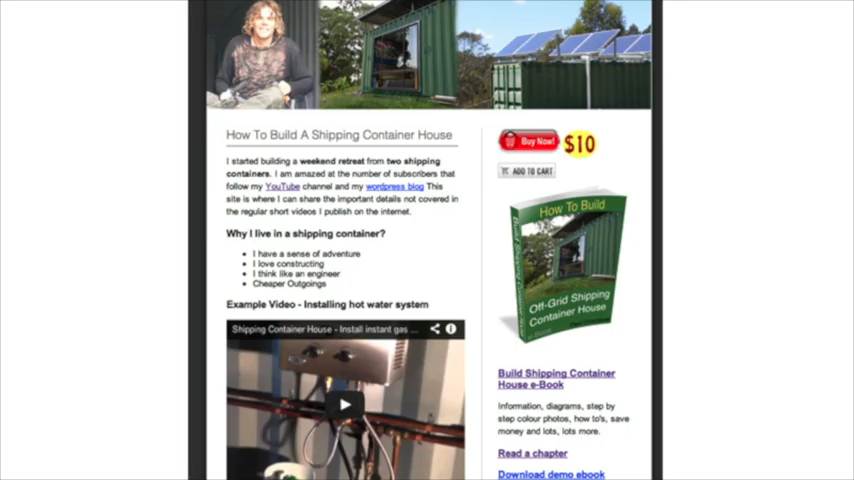 How To Build A Shipping Container House
I started building a weekend retreat from two shipping
containers. I am amazed at the number of subscribers that
follow my YouTube channel and my wordpress blog This
site is where I can share the important details not covered in
the regular short videos I publish on the internet.
Why I live in a shipping container?
I have a sense of adventure
I love constructing
I think like an engineer
Cheaper Outgoings
Example Video - Installing hot water system
Shipping Container House - Install instant gas ...
Buy Now!
$10
ADD TO CART
How To Build
Build Shipping Container House
Off-Grid Shipping
Container House
Build Shipping Container
House e-Book
Information, diagrams, step by
step colour photos, how to's, save
money and lots, lots more.
Read a chapter
Download demo ebook